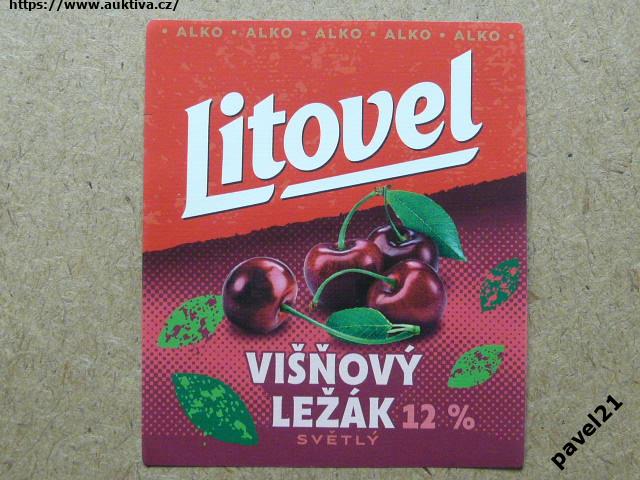 https://www.auktiva.cz/
• ALKO • ALKO • ALKO • ALKO • ALKO •
Litovel
VIŠŇOVÝ
LEŽÁK 12 %
SVĚTLÝ
pavel21